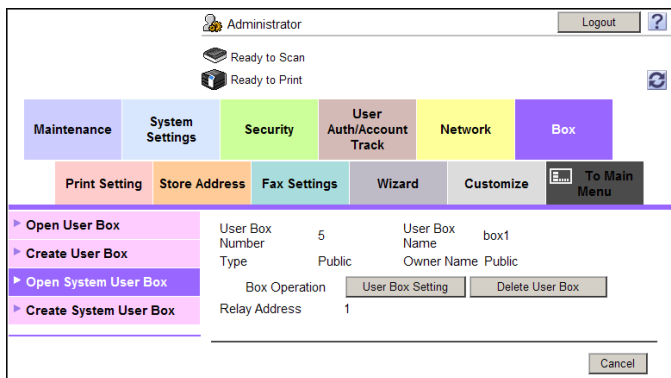 Administrator
Logout
?
Ready to Scan
Ready to Print
Maintenance
System
Settings
Security
User
Auth/Account
Track
Network
Box
Print Setting
Store Address
Fax Settings
Wizard
Customize
To Main
Menu
Open User Box
Create User Box
Open System User Box
Create System User Box
User Box
Number
5
User Box
Name
box1
Type
Public
Owner Name
Public
Box Operation
User Box Setting
Delete User Box
Relay Address
1
Cancel